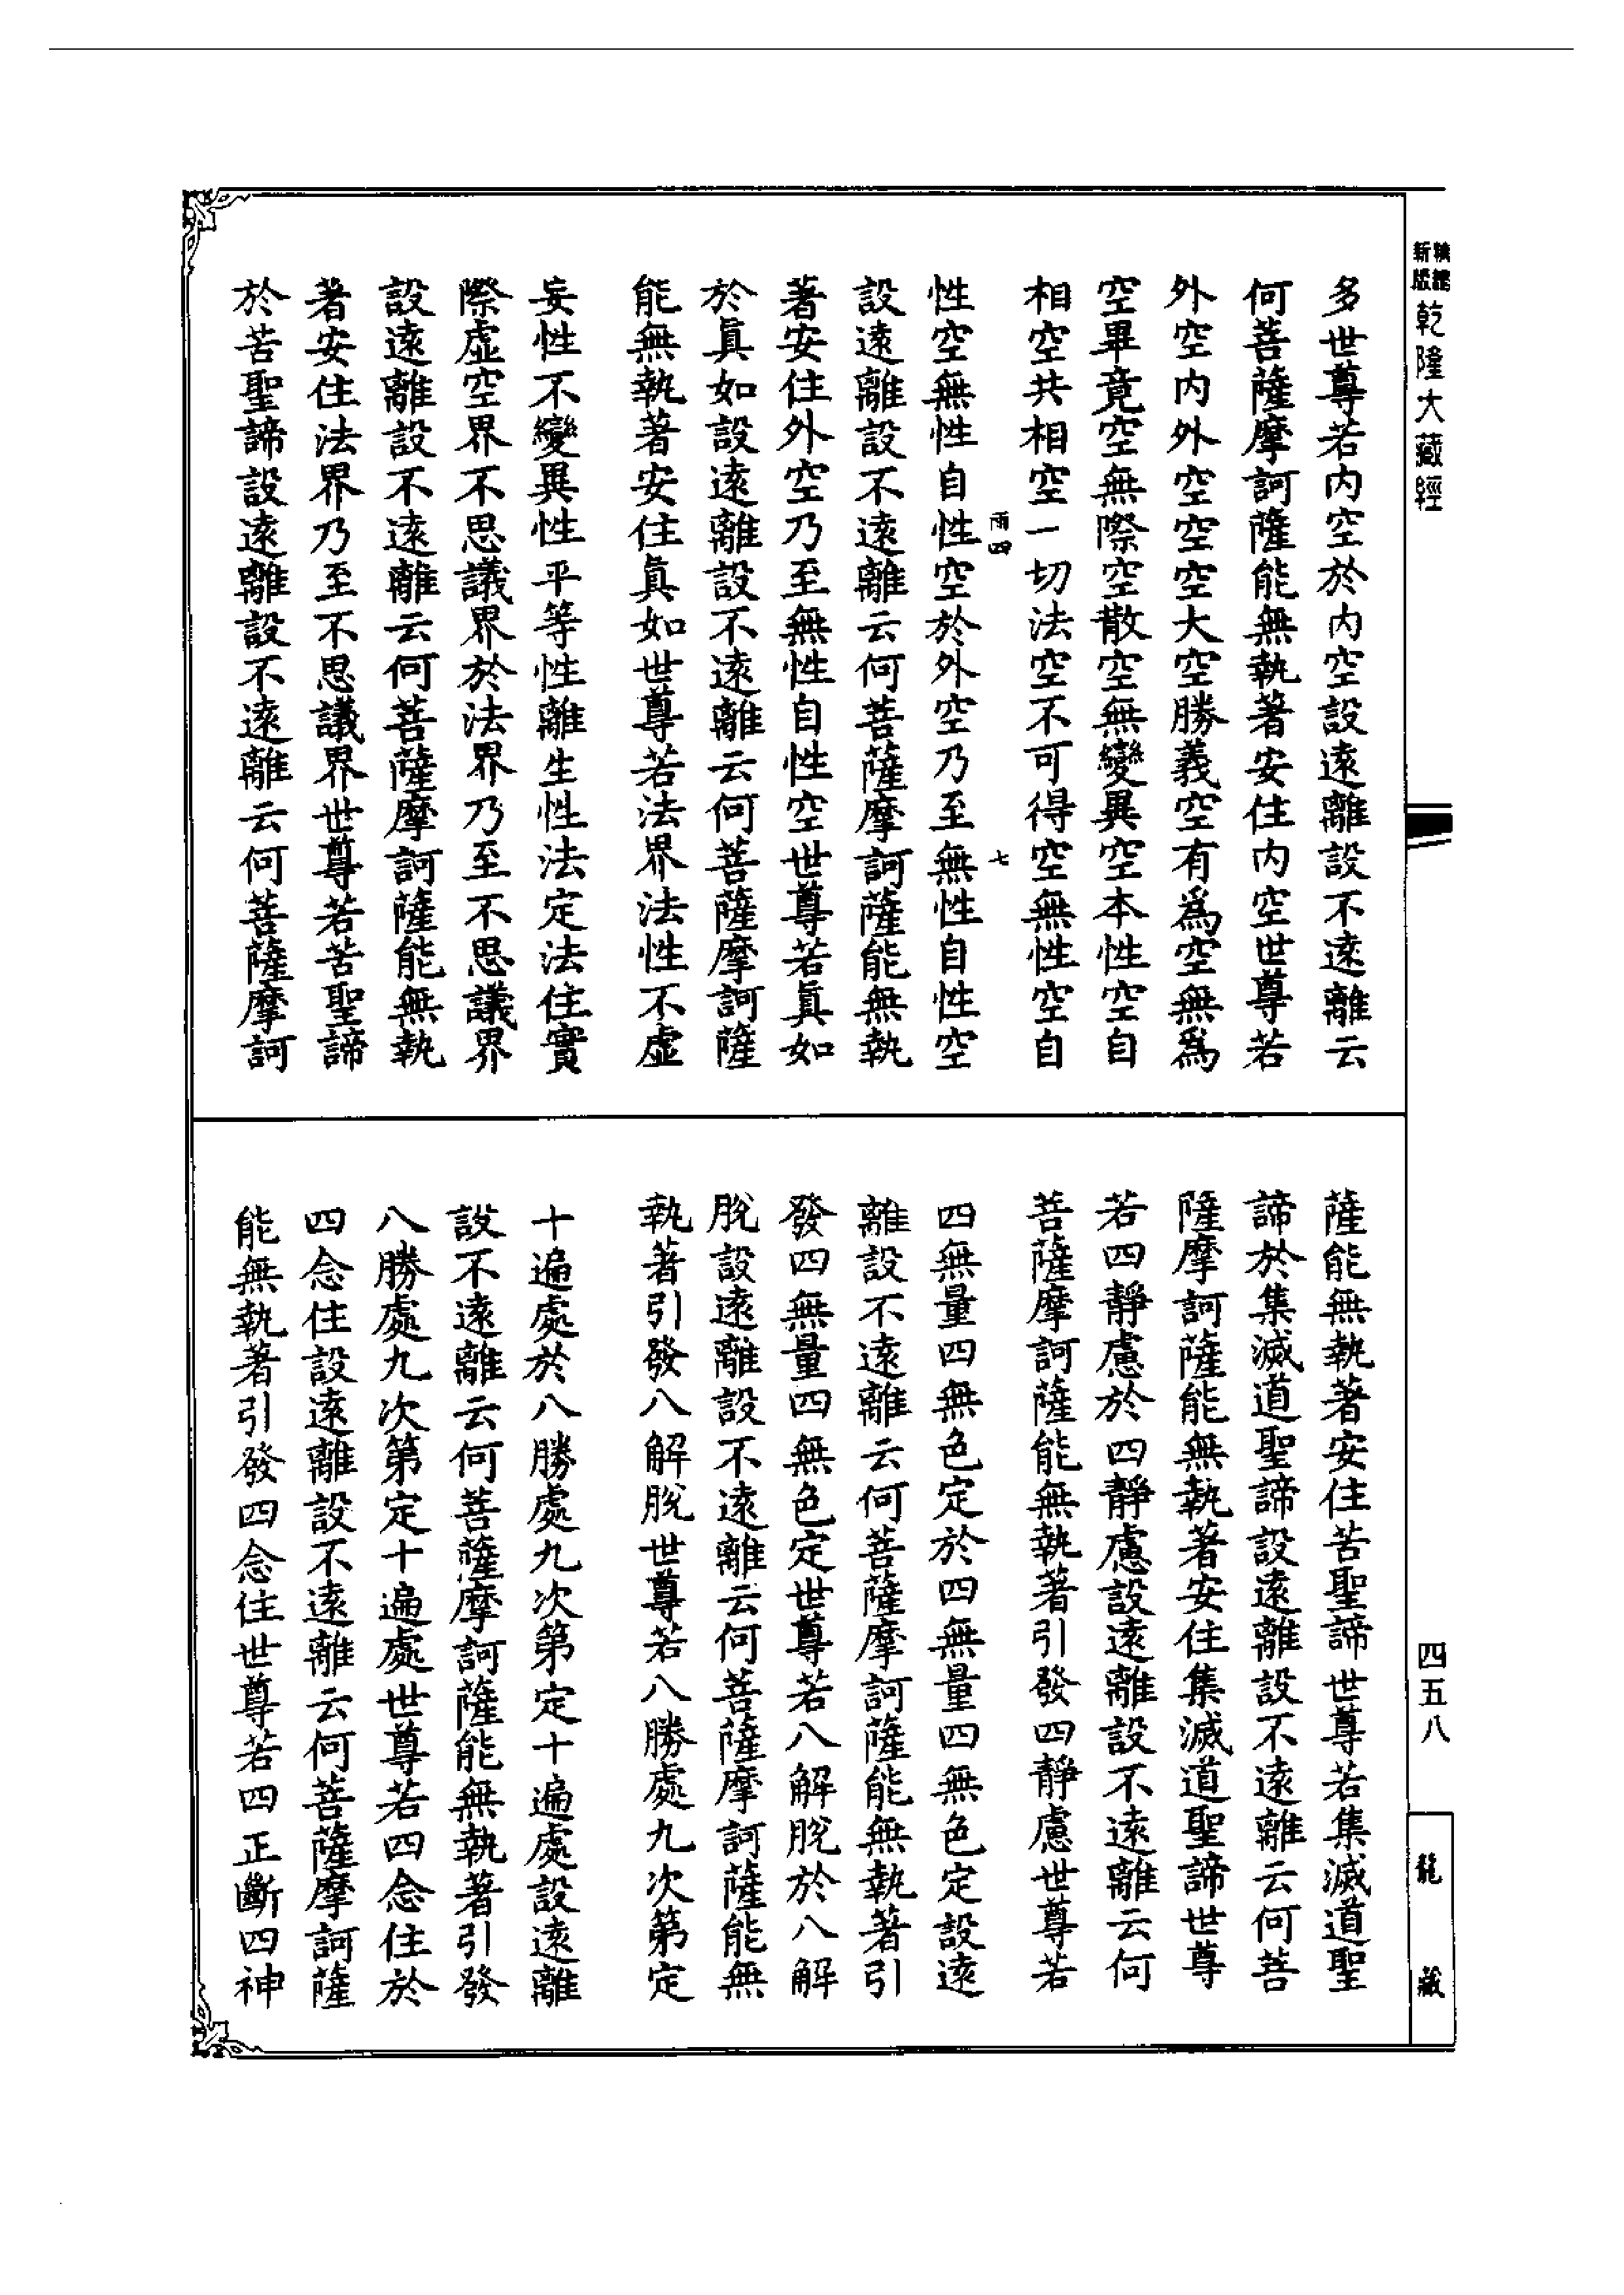 新版
乾隆大藏經
多世尊若内空於内空設遠離設不遠離云
何菩薩摩訶薩能無執著安住内空世尊若
外空内外空空空大空勝義空有爲空無爲
空畢竟空無際空散空無變異空本性空自
相空共相空一切法空不可得空無性空自
雨四 七
性空無性自性空於外空乃至無性自性空
設遠離設不遠離云何菩薩摩訶薩能無執
著安住外空乃至無性自性空世尊若眞如
於眞如設遠離設不遠離云何菩薩摩訶薩
能無執著安住眞如世尊若法界法性不虛
妄性不變異性平等性離生性法定法住實
際虛空界不思議界於法界乃至不思議界
設遠離設不遠離云何菩薩摩訶薩能無執
著安住法界乃至不思議界世尊若苦聖諦
於苦聖諦設遠離設不遠離云何菩薩摩訶
薩能無執著安住苦聖諦世尊若集滅道聖
諦於集滅道聖諦設遠離設不遠離云何菩
薩摩訶薩能無執著安住集滅道聖諦世尊
若四靜慮於四靜慮設遠離設不遠離云何
菩薩摩訶薩能無執著引發四靜慮世尊若
四無量四無色定於四無量四無色定設遠
離設不遠離云何菩薩摩訶薩能無執著引
發四無量四無色定世尊若八解脫於八解
脫設遠離設不遠離云何菩薩摩訶薩能無
執著引發八解脫世尊若八勝處九次第定
十遍處於八勝處九次第定十遍處設遠離
設不遠離云何菩薩摩訶薩能無執著引發
八勝處九次第定十遍處世尊若四念住於
四念住設遠離設不遠離云何菩薩摩訶薩
能無執著引發四念住世尊若四正斷四神
四五八
龍藏